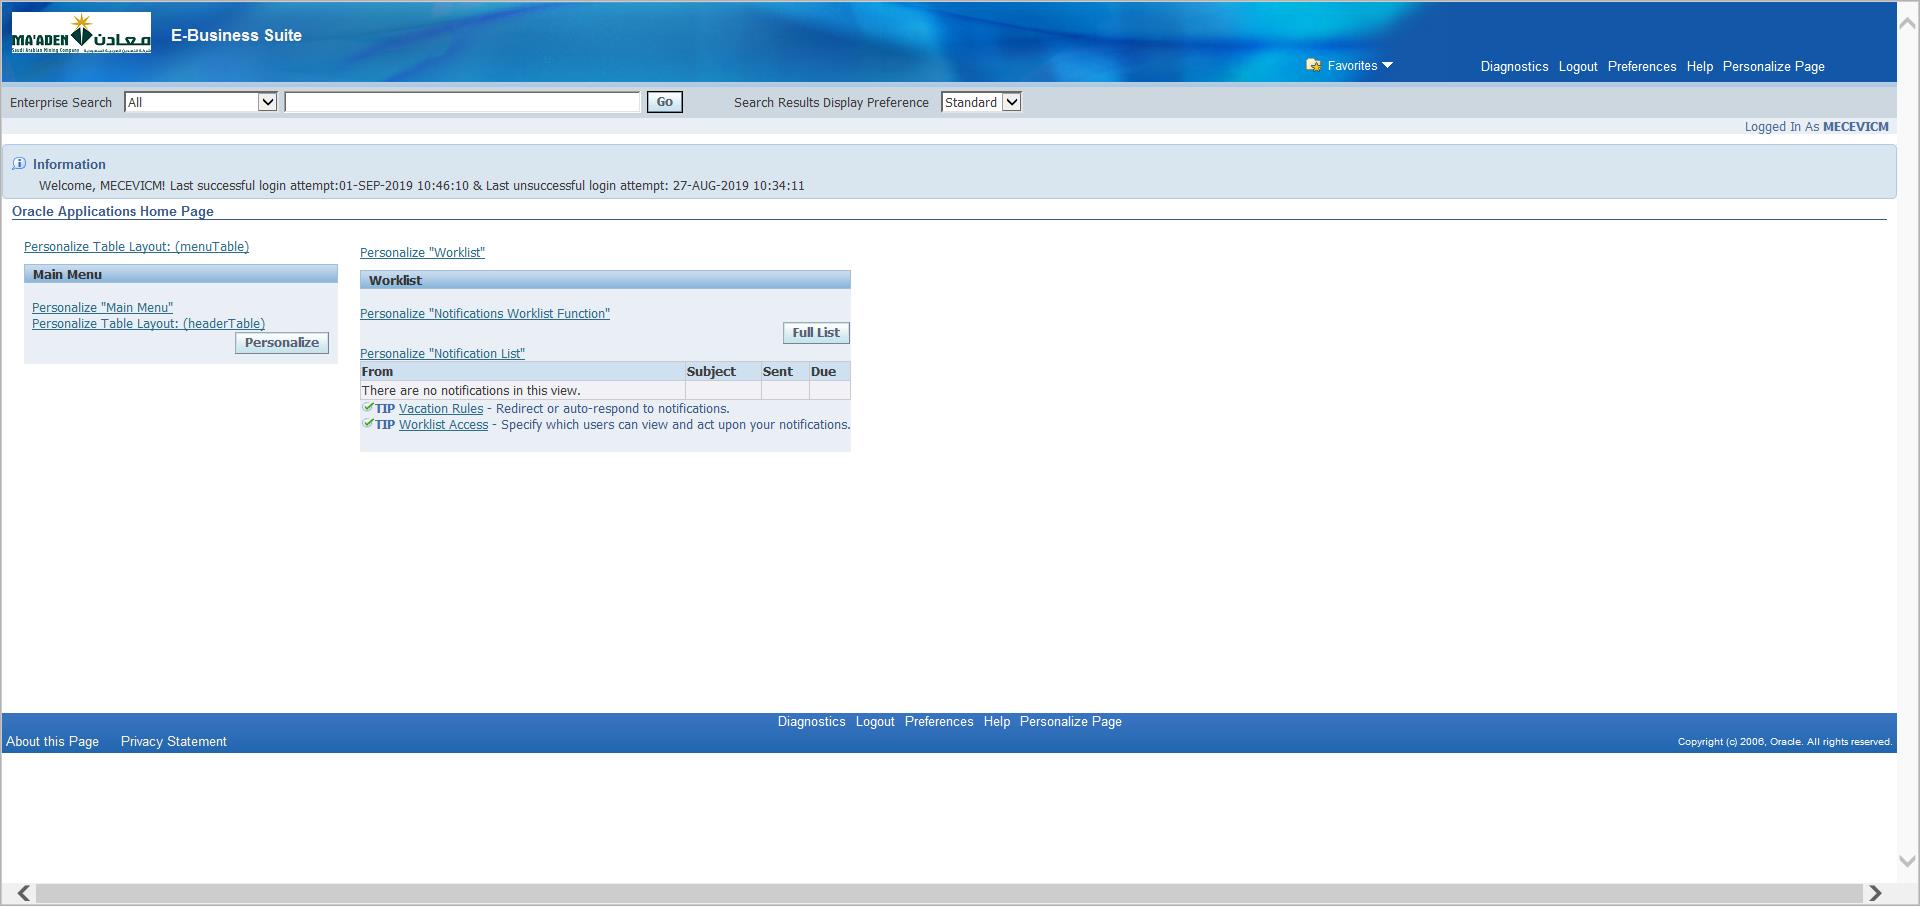 MA'ADEN معادن
Saudi Arabian Mining Company
E-Business Suite
Favorites
Diagnostics Logout Preferences Help Personalize Page
Enterprise Search All Go Search Results Display Preference Standard
Logged In As MECEVICM
Information
Welcome, MECEVICM! Last successful login attempt:01-SEP-2019 10:46:10 & Last unsuccessful login attempt: 27-AUG-2019 10:34:11
Oracle Applications Home Page
Personalize Table Layout: (menuTable)
Main Menu
Personalize "Main Menu"
Personalize Table Layout: (headerTable)
Personalize
Personalize "Worklist"
Worklist
Personalize "Notifications Worklist Function"
Full List
Personalize "Notification List"
From Subject Sent Due
There are no notifications in this view.
TIP Vacation Rules - Redirect or auto-respond to notifications.
TIP Worklist Access - Specify which users can view and act upon your notifications.
Diagnostics Logout Preferences Help Personalize Page
About this Page Privacy Statement
Copyright (c) 2006, Oracle. All rights reserved.